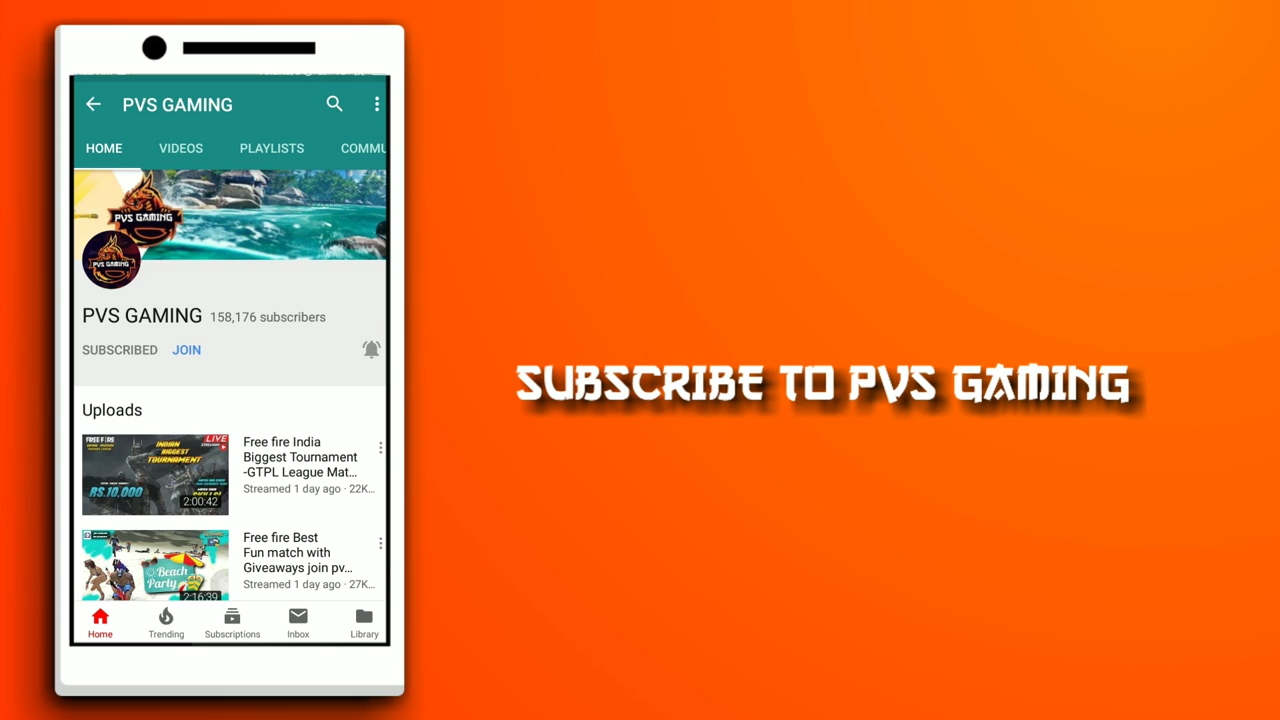 PVS GAMING
HOME VIDEOS PLAYLISTS COMMU
PVS GAMING
PVS GAMING
PVS GAMING 158,176 subscribers
SUBSCRIBED JOIN
SUBSCRIBE TO PVS GAMING
Uploads
FREE FIRE
LIVE
INDIAN
BIGGEST
TOURNAMENT
RS.10,000
2:00:42
Free fire India
Biggest Tournament
-GTPL League Mat...
Streamed 1 day ago · 22K...
Beach
Party
2:16:39
Free fire Best
Fun match with
Giveaways join pv...
Streamed 1 day ago · 27K...
Home Trending Subscriptions Inbox Library